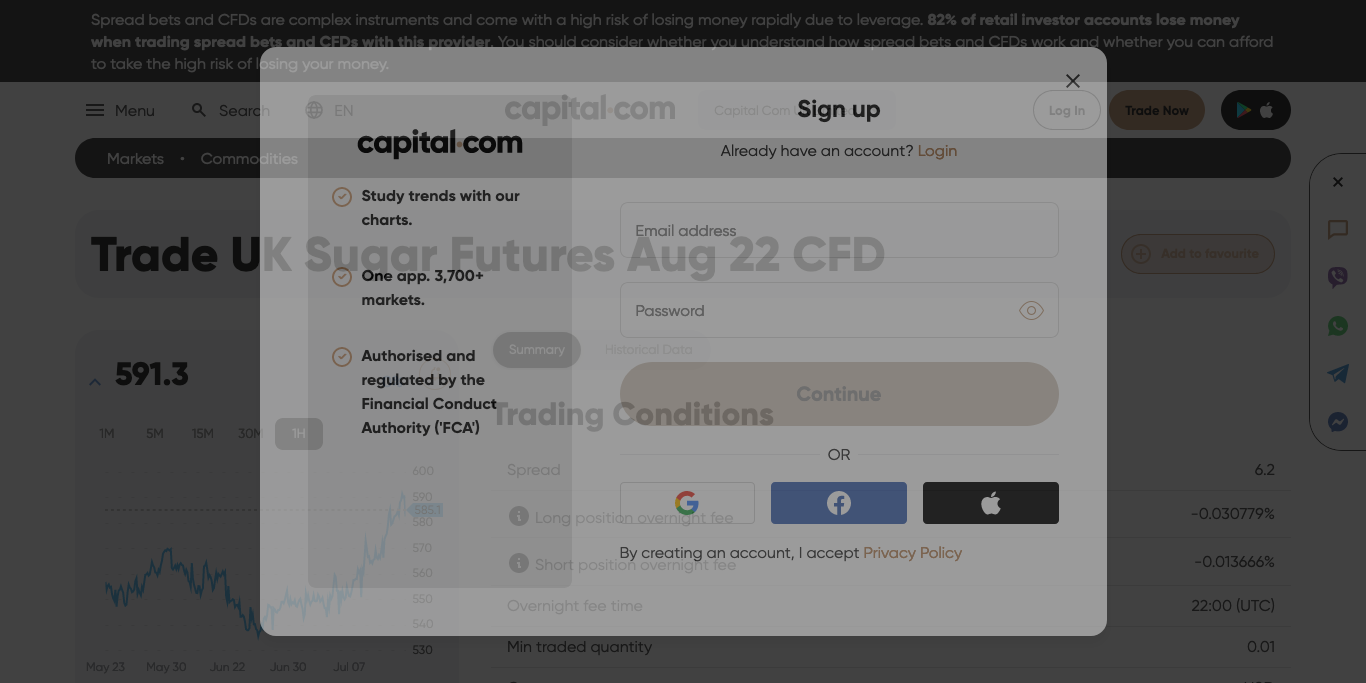 Spread bets and CFDs are complex instruments and come with a high risk of losing money rapidly due to leverage. 82% of retail investor accounts lose money
when trading spread bets and CFDs with this provider. You should consider whether you understand how spread bets and CFDs work and whether you can afford
to take the high risk of losing your money.
Menu
Search
EN
capital.com
Capital Com
Log In
Trade Now
Markets • Commodities
Trade UK Sugar Futures Aug 22 CFD
Add to favourite
591.3
1M 5M 15M 30M 1H
600
590
585.1
580
570
560
550
540
530
May 23 May 30 Jun 22 Jun 30 Jul 07
Summary
Historical Data
Trading Conditions
Spread 6.2
Long position overnight fee -0.030779%
Short position overnight fee -0.013666%
Overnight fee time 22:00 (UTC)
Min traded quantity 0.01
capital.com
Study trends with our
charts.
One app. 3,700+
markets.
Authorised and
regulated by the
Financial Conduct
Authority ('FCA')
Sign up
Already have an account? Login
Email address
Password
Continue
OR
By creating an account, I accept Privacy Policy